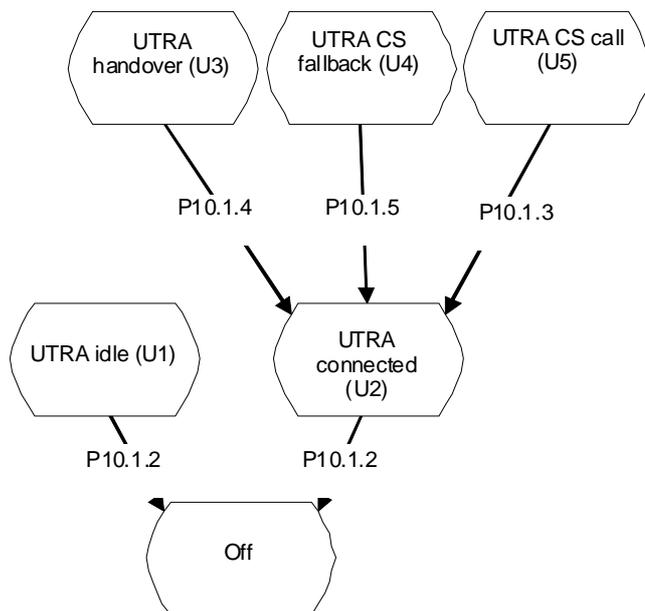 UTRA
handover (U3)
UTRA CS
fallback (U4)
UTRA CS call
(U5)
P10.1.4
P10.1.5
P10.1.3
UTRA idle (U1)
UTRA
connected
(U2)
P10.1.2
P10.1.2
Off